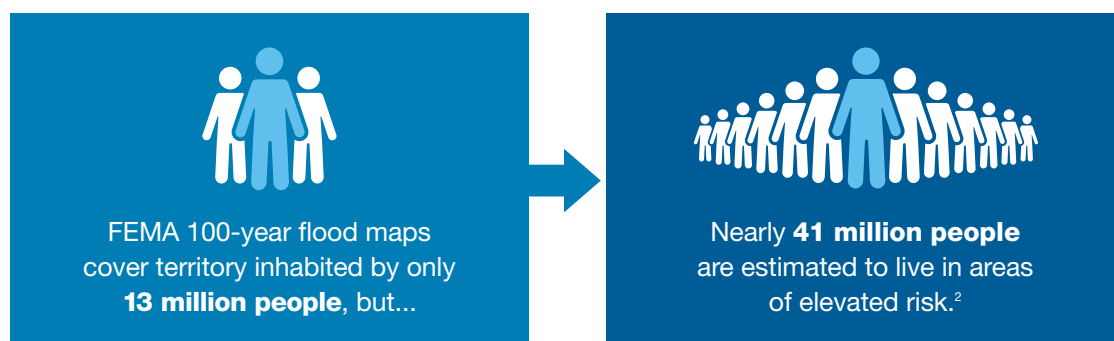 FEMA 100-year flood maps
cover territory inhabited by only
13 million people, but...
Nearly 41 million people
are estimated to live in areas
of elevated risk.²